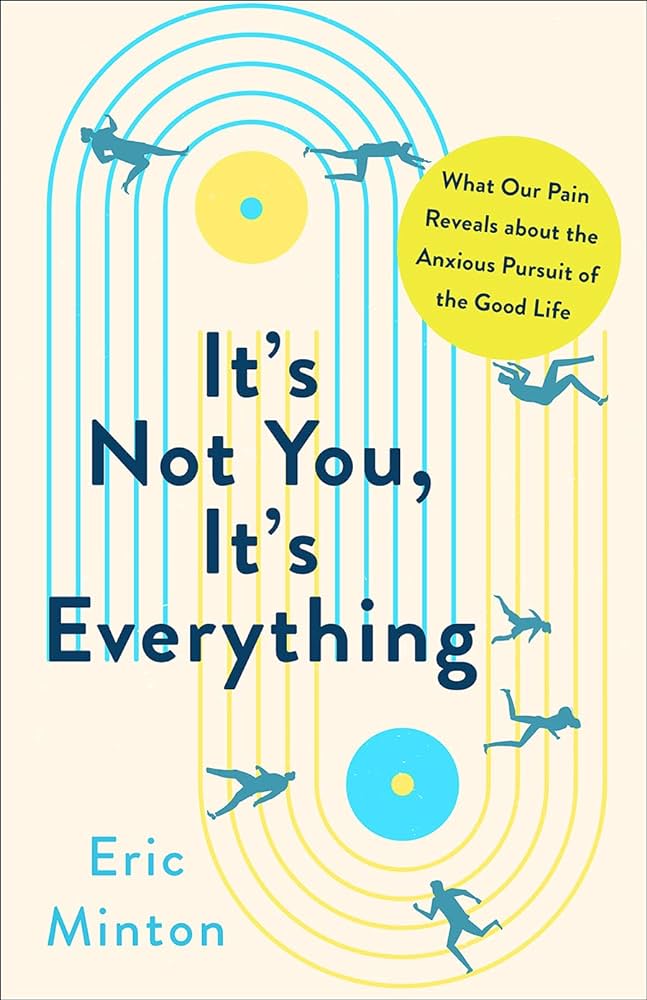 What Our Pain
Reveals about the
Anxious Pursuit of
the Good Life
It's
Not You,
It's
Everything
Eric
Minton